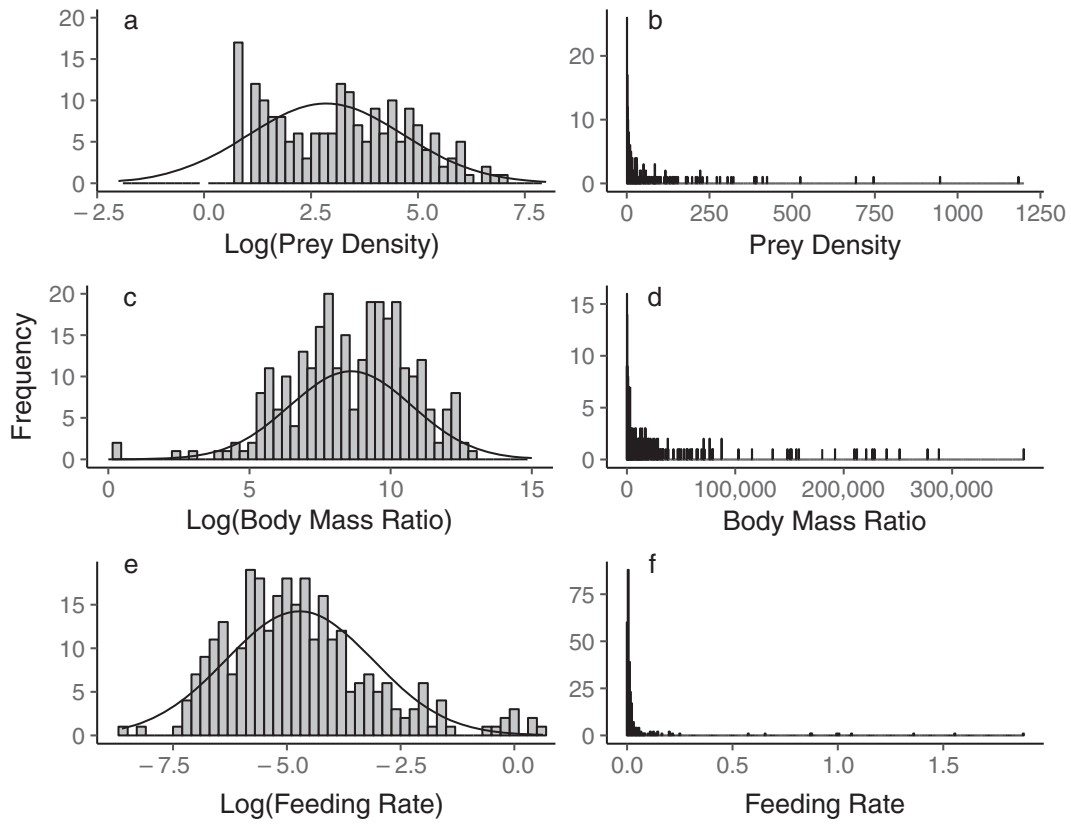 a
20
15
10
5
0
−2.5 0.0 2.5 5.0 7.5
Log(Prey Density)
b
20
10
0
0 250 500 750 1000 1250
Prey Density
Frequency
c
20
15
10
5
0
0 5 10 15
Log(Body Mass Ratio)
d
15
10
5
0
0 100,000 200,000 300,000
Body Mass Ratio
e
15
10
5
0
−7.5 −5.0 −2.5 0.0
Log(Feeding Rate)
f
75
50
25
0
0.0 0.5 1.0 1.5
Feeding Rate